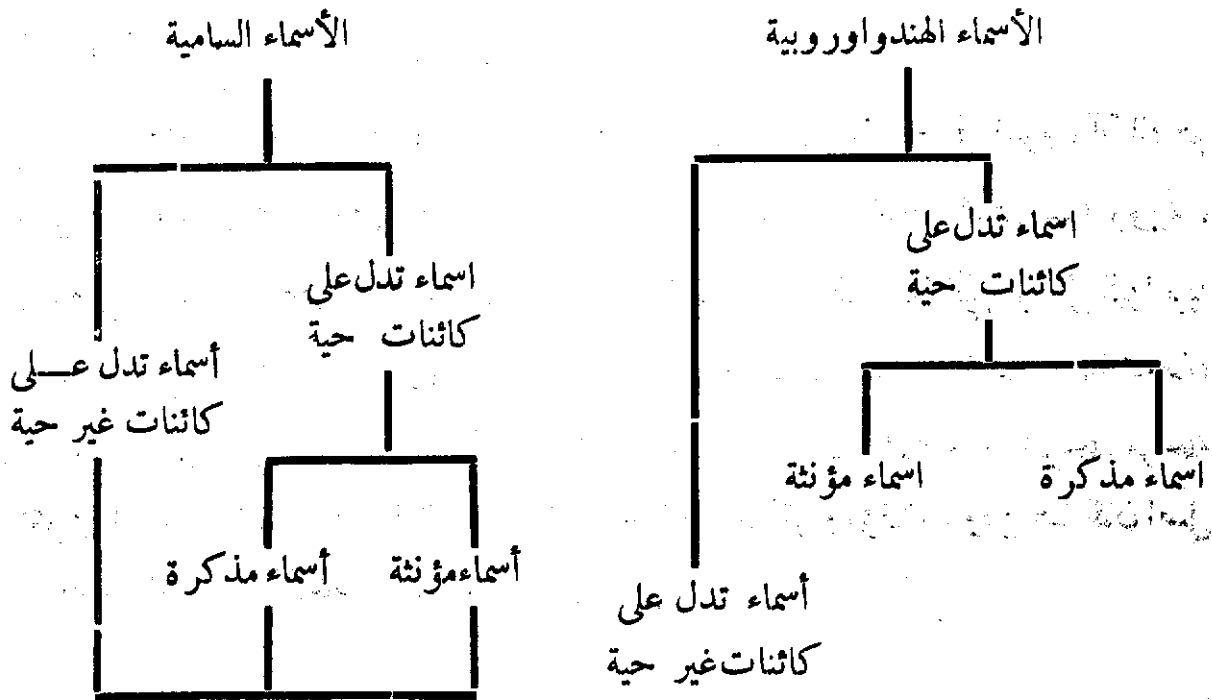 الأسماء الهندواوروبية
اسماء تدل على
كائنات حية
اسماء مذكرة
اسماء مؤنثة
أسماء تدل على
كائنات غير حية
الأسماء السامية
اسماء تدل على
كائنات حية
أسماء تدل عـــلى
كائنات غير حية
أسماء مؤنثة
أسماء مذكرة